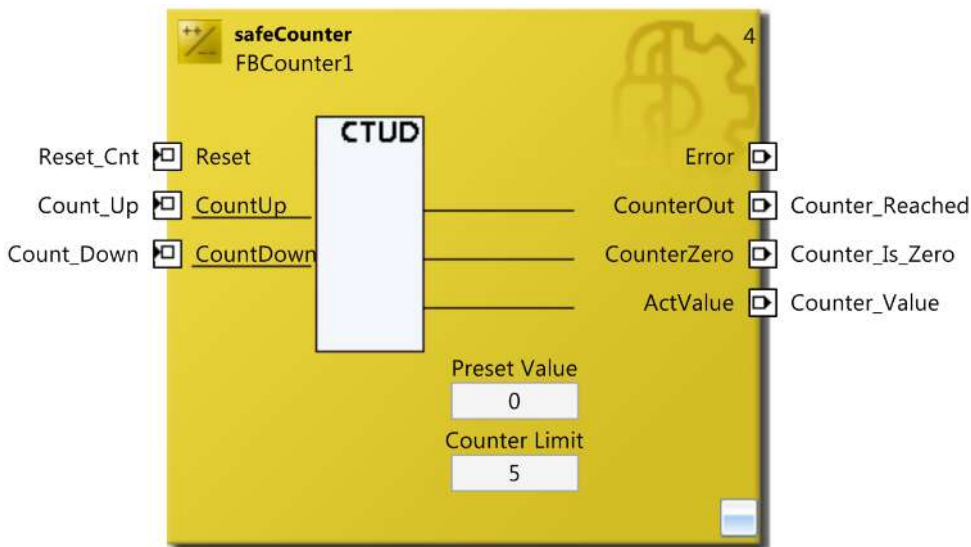 safeCounter
4
FBCounter1
CTUD
Reset_Cnt Reset Error
Count_Up CountUp CounterOut Counter_Reached
Count_Down CountDown CounterZero Counter_Is_Zero
ActValue Counter_Value
Preset Value
0
Counter Limit
5